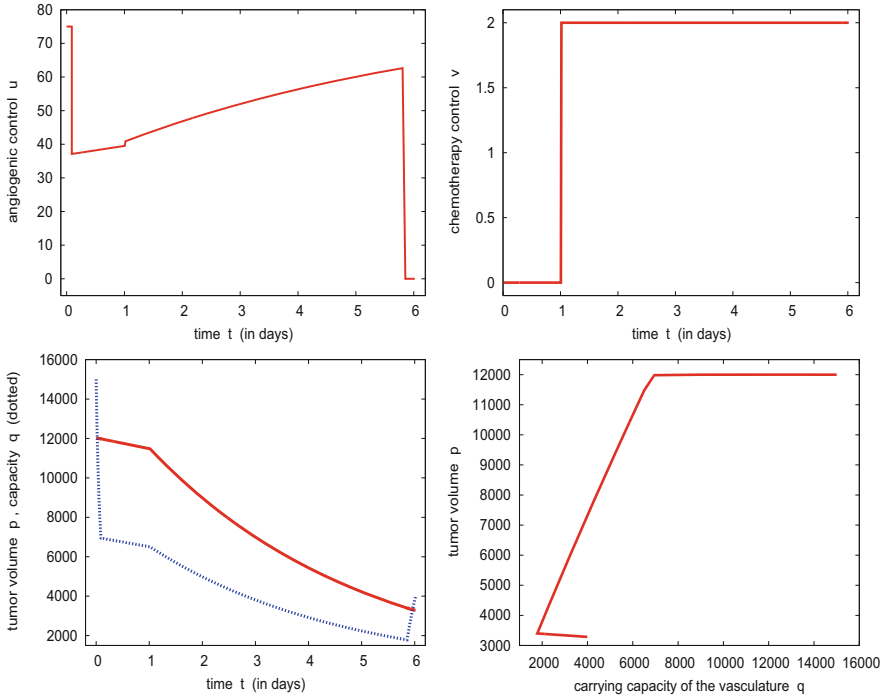 80
70
60
50
40
30
20
10
0
angiogenic control u
0 1 2 3 4 5 6
time t (in days)
2
1.5
1
0.5
0
chemotherapy control v
0 1 2 3 4 5 6
time t (in days)
16000
14000
12000
10000
8000
6000
4000
2000
tumor volume p , capacity q (dotted)
0 1 2 3 4 5 6
time t (in days)
12000
11000
10000
9000
8000
7000
6000
5000
4000
3000
tumor volume p
2000 4000 6000 8000 10000 12000 14000 16000
carrying capacity of the vasculature q